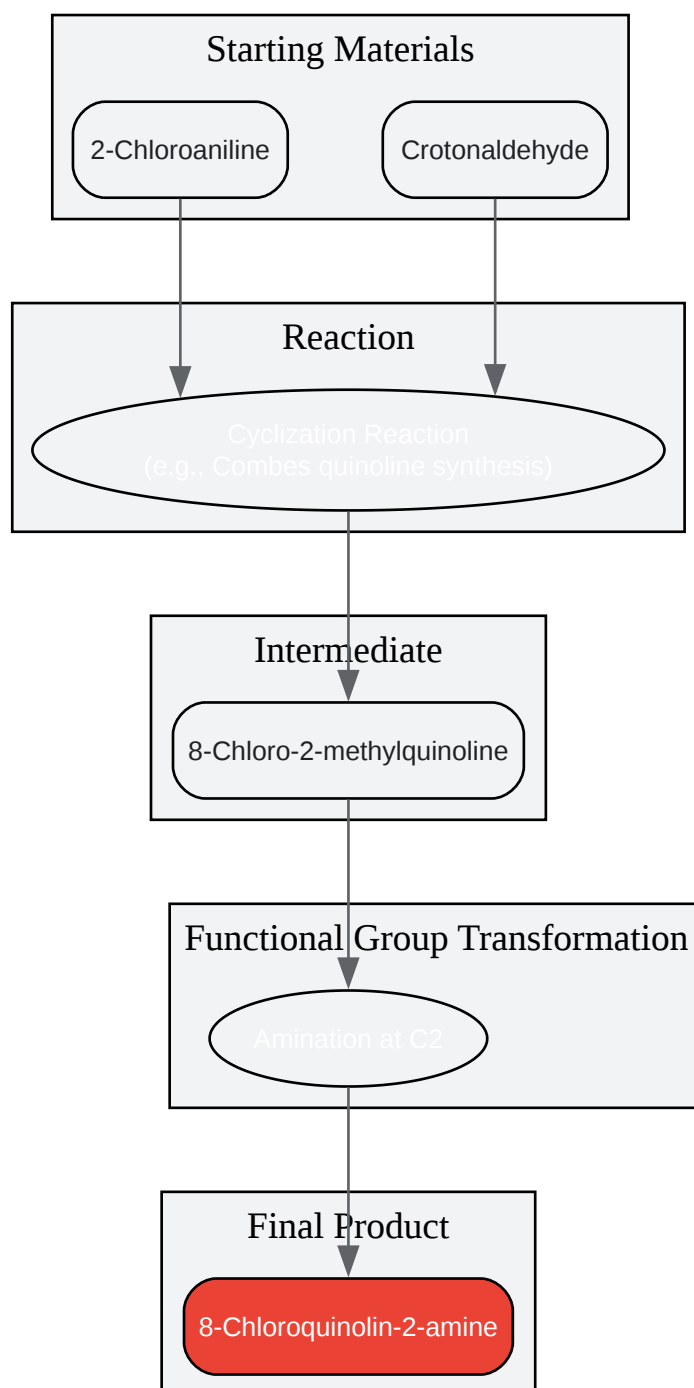 Starting Materials
2-Chloroaniline
Crotonaldehyde
Reaction
Cyclization Reaction
(e.g., Combes quinoline synthesis)
Intermediate
8-Chloro-2-methylquinoline
Functional Group Transformation
Amination at C2
Final Product
8-Chloroquinolin-2-amine